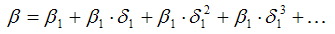 β = β₁ + β₁ · δ₁ + β₁ · δ₁² + β₁ · δ₁³ + …